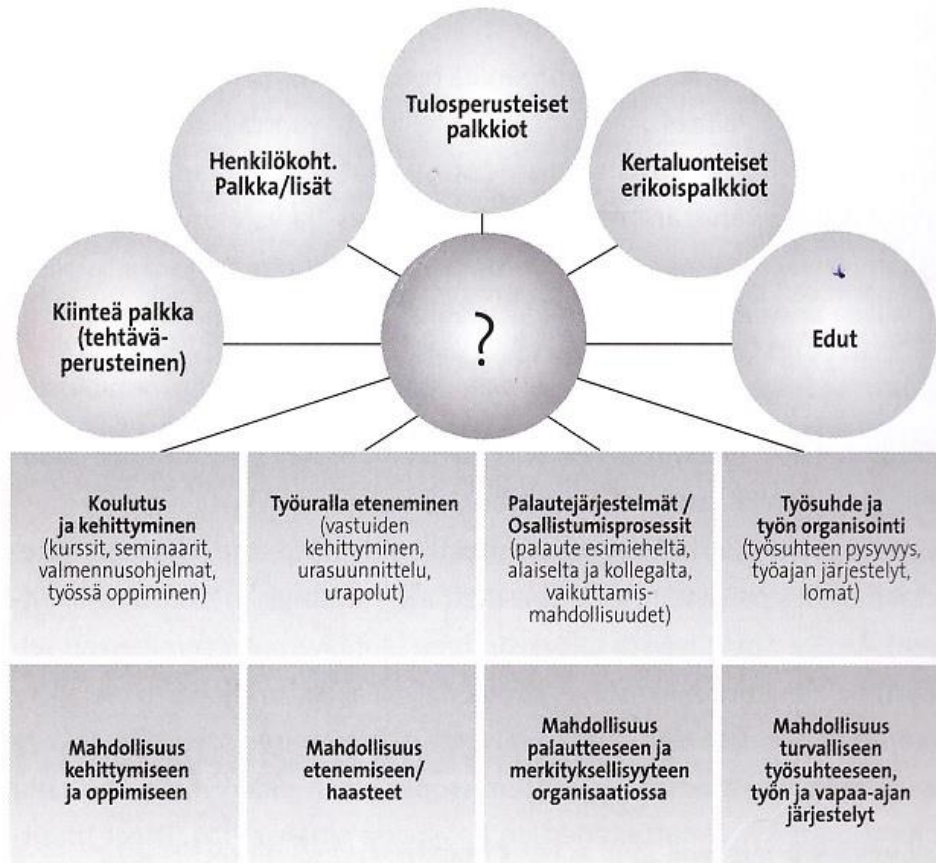 Tulosperusteiset
palkkiot
Henkilökoht.
Palkka/lisät
Kertaluonteiset
erikoispalkkiot
Kiinteä palkka
(tehtävä-
perusteinen)
?
Edut
Koulutus
ja kehittyminen
(kurssit, seminaarit,
valmennusohjelmat,
työssä oppiminen)
Työuralla eteneminen
(vastuiden
kehittyminen,
urasuunnittelu,
urapolut)
Palautejärjestelmät /
Osallistumisprosessit
(palaute esimieheltä,
alaiselta ja kollegalta,
vaikuttamis-
mahdollisuudet)
Työsuhde ja
työn organisointi
(työsuhteen pysyvyys,
työajan järjestelyt,
lomat)
Mahdollisuus
kehittymiseen
ja oppimiseen
Mahdollisuus
etenemiseen/
haasteet
Mahdollisuus
palautteeseen ja
merkityksellisyyteen
organisaatiossa
Mahdollisuus
turvalliseen
työsuhteeseen,
työn ja vapaa-ajan
järjestelyt